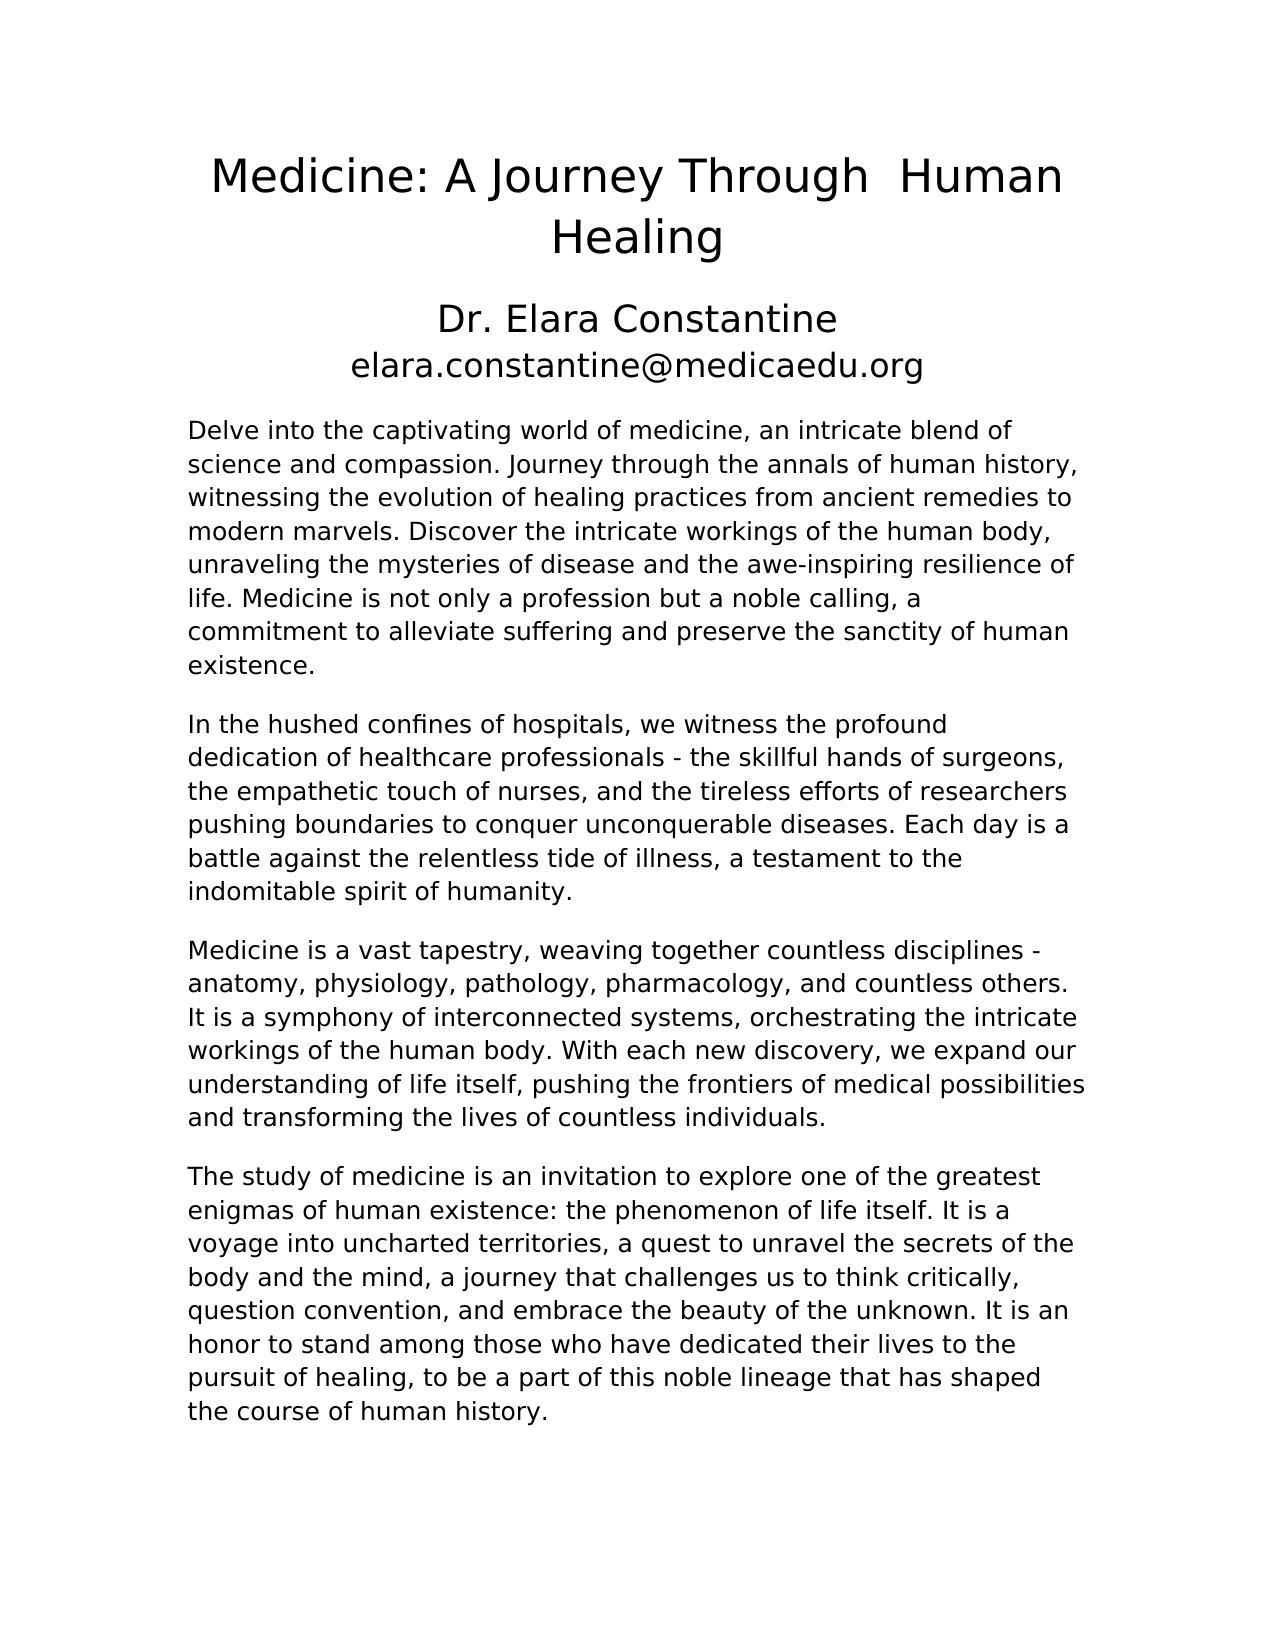 Medicine: A Journey Through  Human
Healing
Dr. Elara Constantine
elara.constantine@medicaedu.org
Delve into the captivating world of medicine, an intricate blend of
science and compassion. Journey through the annals of human history,
witnessing the evolution of healing practices from ancient remedies to
modern marvels. Discover the intricate workings of the human body,
unraveling the mysteries of disease and the awe-inspiring resilience of
life. Medicine is not only a profession but a noble calling, a
commitment to alleviate suffering and preserve the sanctity of human
existence.
In the hushed confines of hospitals, we witness the profound
dedication of healthcare professionals - the skillful hands of surgeons,
the empathetic touch of nurses, and the tireless efforts of researchers
pushing boundaries to conquer unconquerable diseases. Each day is a
battle against the relentless tide of illness, a testament to the
indomitable spirit of humanity.
Medicine is a vast tapestry, weaving together countless disciplines -
anatomy, physiology, pathology, pharmacology, and countless others.
It is a symphony of interconnected systems, orchestrating the intricate
workings of the human body. With each new discovery, we expand our
understanding of life itself, pushing the frontiers of medical possibilities
and transforming the lives of countless individuals.
The study of medicine is an invitation to explore one of the greatest
enigmas of human existence: the phenomenon of life itself. It is a
voyage into uncharted territories, a quest to unravel the secrets of the
body and the mind, a journey that challenges us to think critically,
question convention, and embrace the beauty of the unknown. It is an
honor to stand among those who have dedicated their lives to the
pursuit of healing, to be a part of this noble lineage that has shaped
the course of human history.